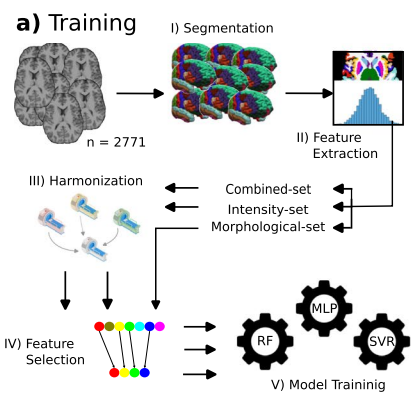 a) Training
I) Segmentation
n = 2771
II) Feature
Extraction
III) Harmonization
Combined-set
Intensity-set
Morphological-set
IV) Feature
Selection
MLP
RF
SVR
V) Model Traininig